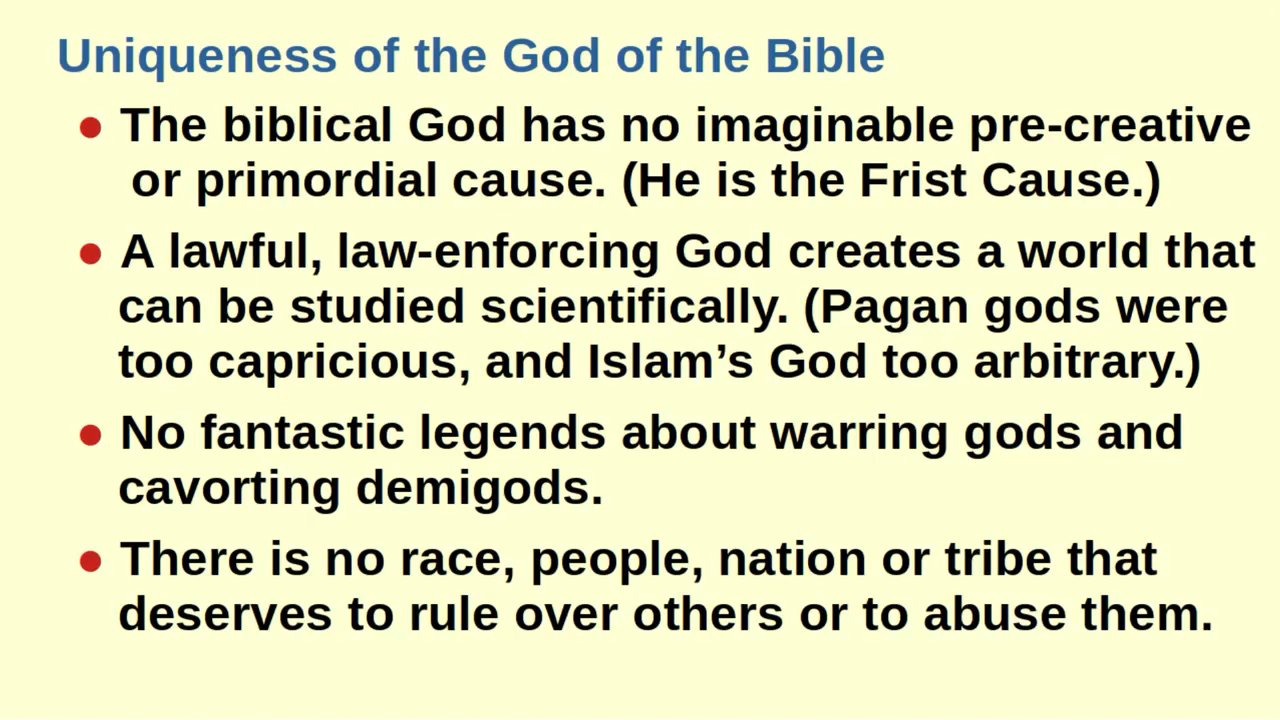 Uniqueness of the God of the Bible
● The biblical God has no imaginable pre-creative
or primordial cause. (He is the Frist Cause.)
● A lawful, law-enforcing God creates a world that
can be studied scientifically. (Pagan gods were
too capricious, and Islam’s God too arbitrary.)
● No fantastic legends about warring gods and
cavorting demigods.
● There is no race, people, nation or tribe that
deserves to rule over others or to abuse them.